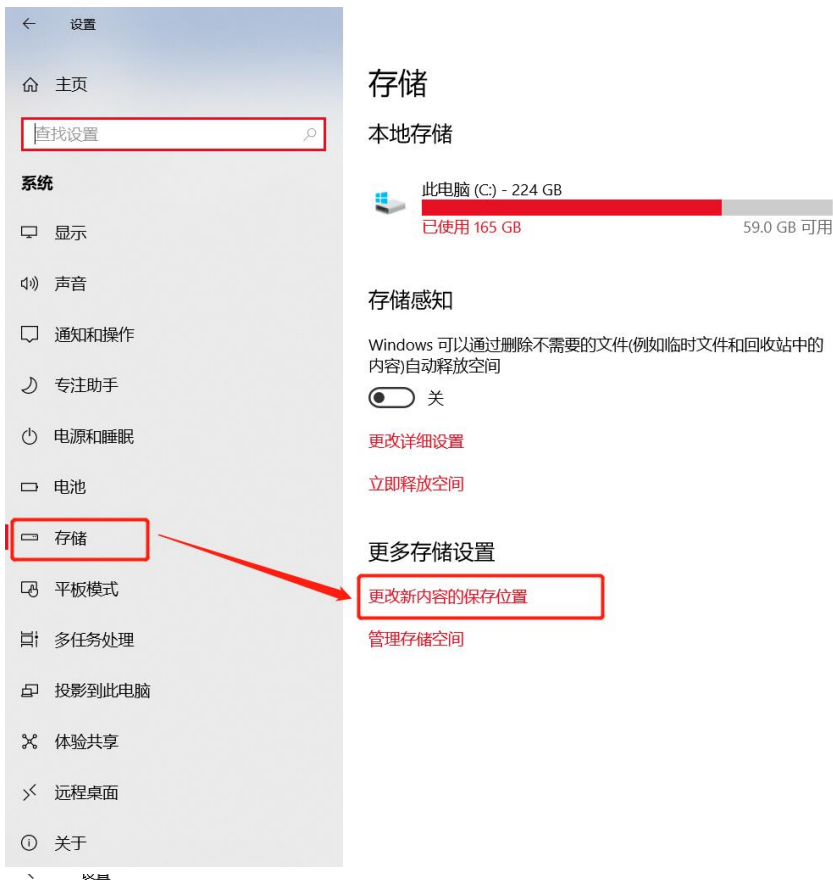 设置
主页
查找设置
系统
显示
声音
通知和操作
专注助手
电源和睡眠
电池
存储
平板模式
多任务处理
投影到此电脑
体验共享
远程桌面
关于
存储
本地存储
此电脑 (C:) - 224 GB
已使用 165 GB
59.0 GB 可用
存储感知
Windows 可以通过删除不需要的文件(例如临时文件和回收站中的
内容)自动释放空间
关
更改详细设置
立即释放空间
更多存储设置
更改新内容的保存位置
管理存储空间